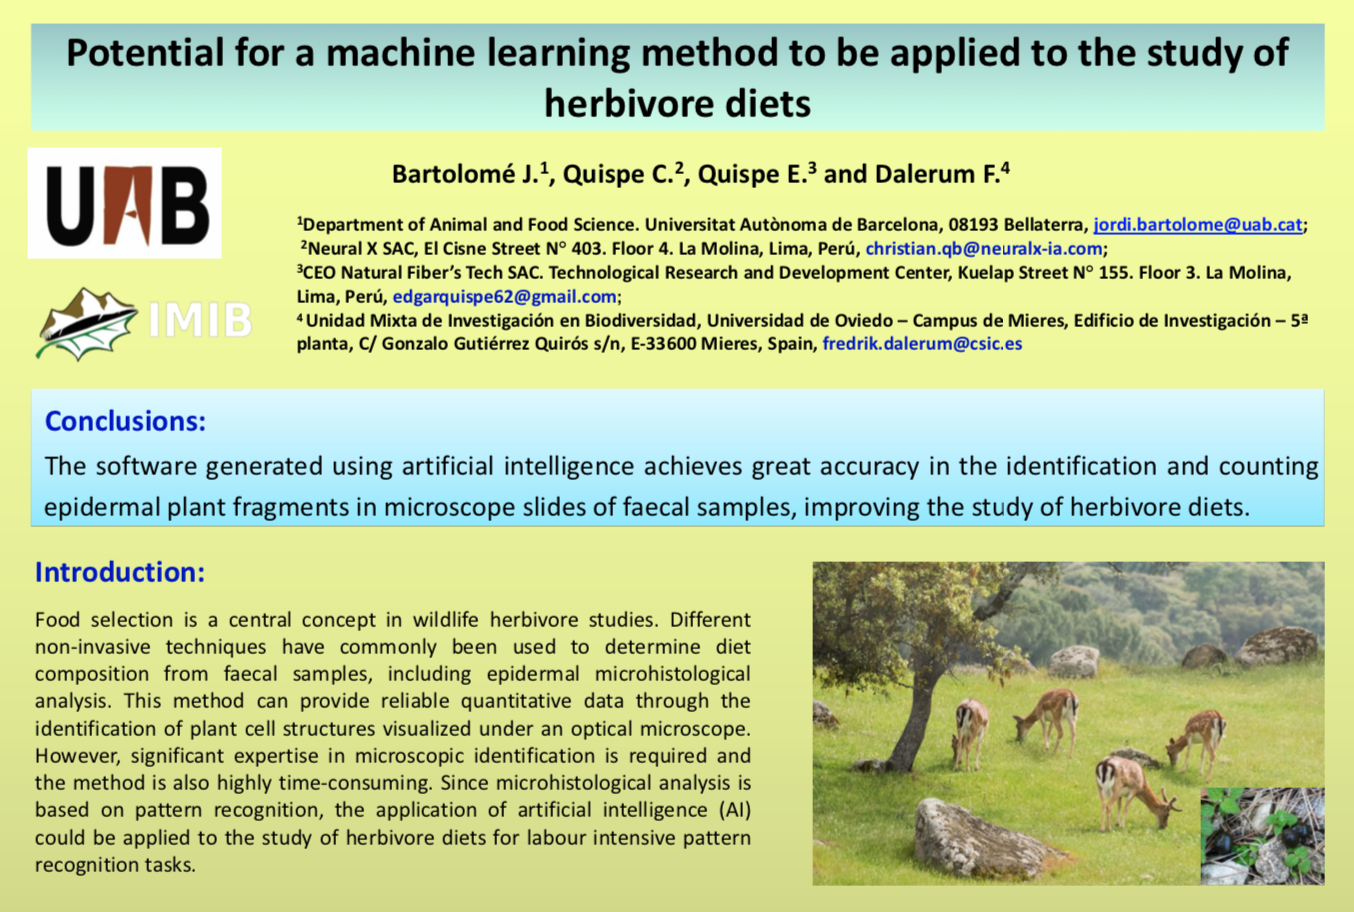 Potential for a machine learning method to be applied to the study of
herbivore diets
UAB
IMIB
Bartolomé J.¹, Quispe C.², Quispe E.³ and Dalerum F.⁴
¹Department of Animal and Food Science. Universitat Autònoma de Barcelona, 08193 Bellaterra, jordi.bartolome@uab.cat;
²Neural X SAC, El Cisne Street N° 403. Floor 4. La Molina, Lima, Perú, christian.qb@neuralx-ia.com;
³CEO Natural Fiber’s Tech SAC. Technological Research and Development Center, Kuelap Street N° 155. Floor 3. La Molina,
Lima, Perú, edgarquispe62@gmail.com;
⁴ Unidad Mixta de Investigación en Biodiversidad, Universidad de Oviedo – Campus de Mieres, Edificio de Investigación – 5ª
planta, C/ Gonzalo Gutiérrez Quirós s/n, E-33600 Mieres, Spain, fredrik.dalerum@csic.es
Conclusions:
The software generated using artificial intelligence achieves great accuracy in the identification and counting
epidermal plant fragments in microscope slides of faecal samples, improving the study of herbivore diets.
Introduction:
Food selection is a central concept in wildlife herbivore studies. Different
non-invasive techniques have commonly been used to determine diet
composition from faecal samples, including epidermal microhistological
analysis. This method can provide reliable quantitative data through the
identification of plant cell structures visualized under an optical microscope.
However, significant expertise in microscopic identification is required and
the method is also highly time-consuming. Since microhistological analysis is
based on pattern recognition, the application of artificial intelligence (AI)
could be applied to the study of herbivore diets for labour intensive pattern
recognition tasks.